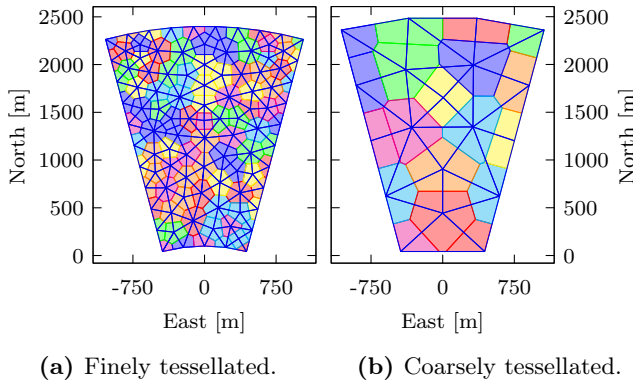 2500 2500
2000 2000
1500 1500
1000 1000
500 500
0 0
North [m] North [m]
-750 0 750 -750 0 750
East [m] East [m]
(a) Finely tessellated. (b) Coarsely tessellated.